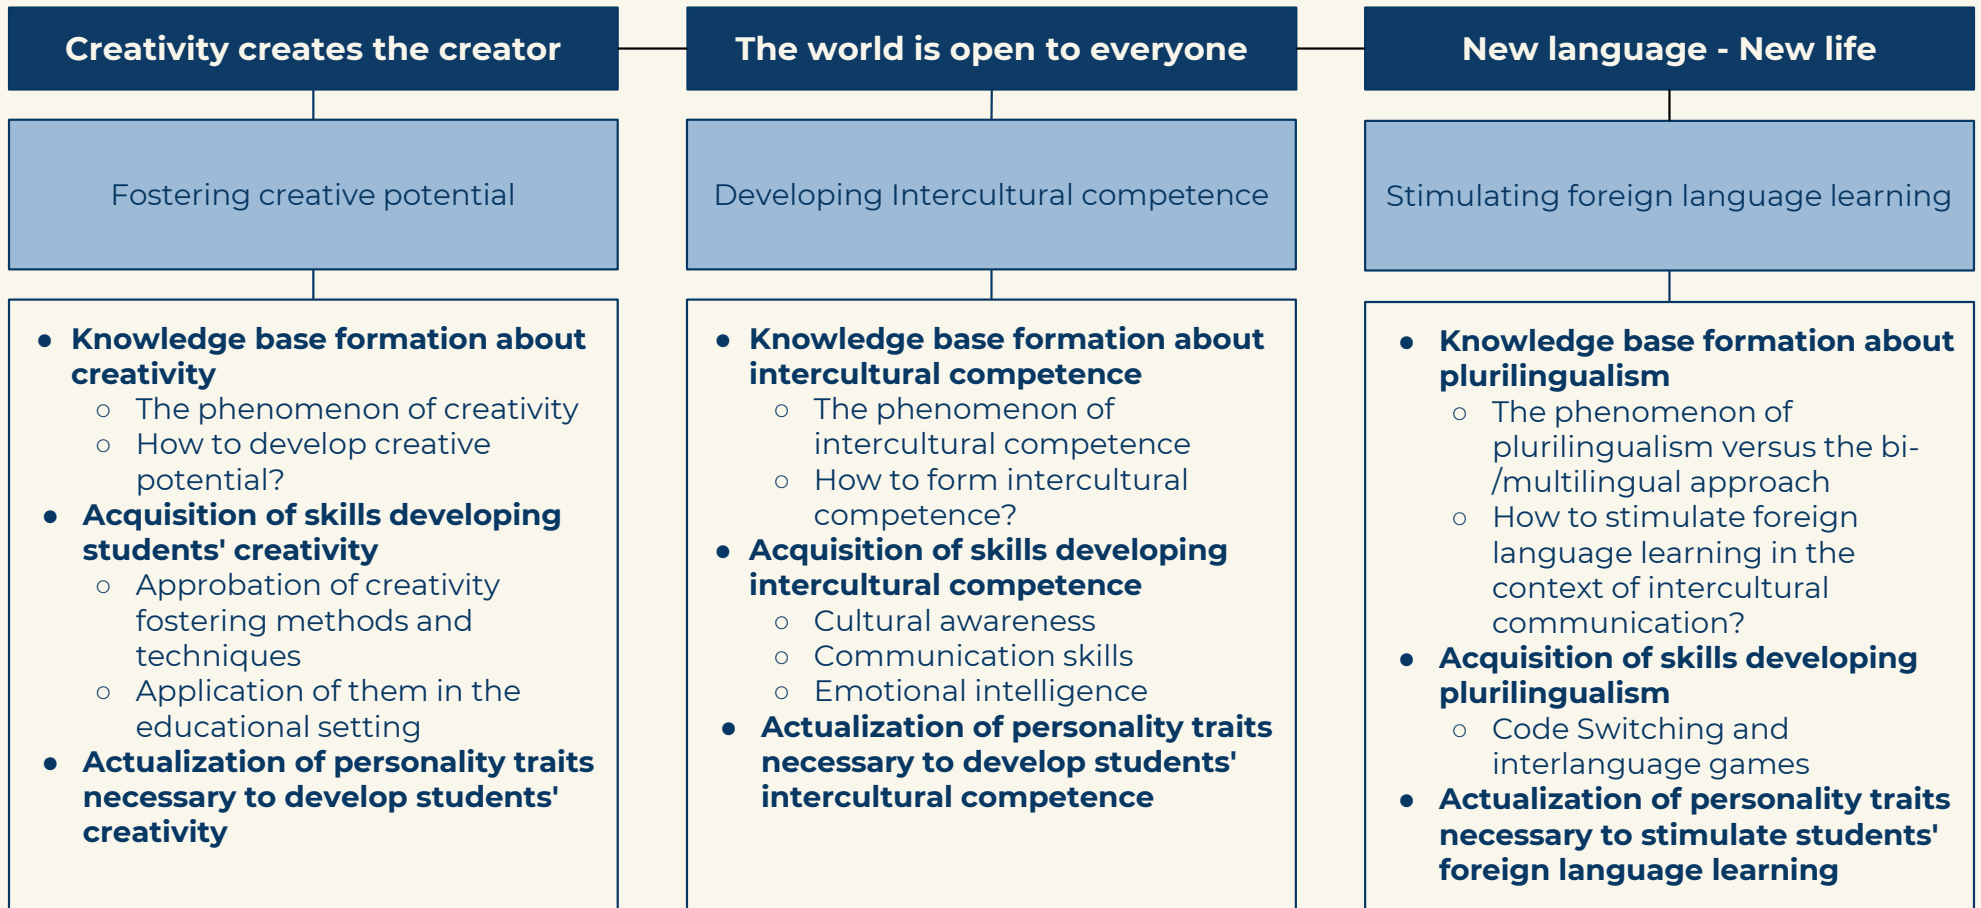 Creativity creates the creator
Fostering creative potential
● Knowledge base formation about
creativity
○ The phenomenon of creativity
○ How to develop creative
potential?
● Acquisition of skills developing
students' creativity
○ Approbation of creativity
fostering methods and
techniques
○ Application of them in the
educational setting
● Actualization of personality traits
necessary to develop students'
creativity
The world is open to everyone
Developing Intercultural competence
● Knowledge base formation about
intercultural competence
○ The phenomenon of
intercultural competence
○ How to form intercultural
competence?
● Acquisition of skills developing
intercultural competence
○ Cultural awareness
○ Communication skills
○ Emotional intelligence
● Actualization of personality traits
necessary to develop students'
intercultural competence
New language - New life
Stimulating foreign language learning
● Knowledge base formation about
plurilingualism
○ The phenomenon of
plurilingualism versus the bi-
/multilingual approach
○ How to stimulate foreign
language learning in the
context of intercultural
communication?
● Acquisition of skills developing
plurilingualism
○ Code Switching and
interlanguage games
● Actualization of personality traits
necessary to stimulate students'
foreign language learning